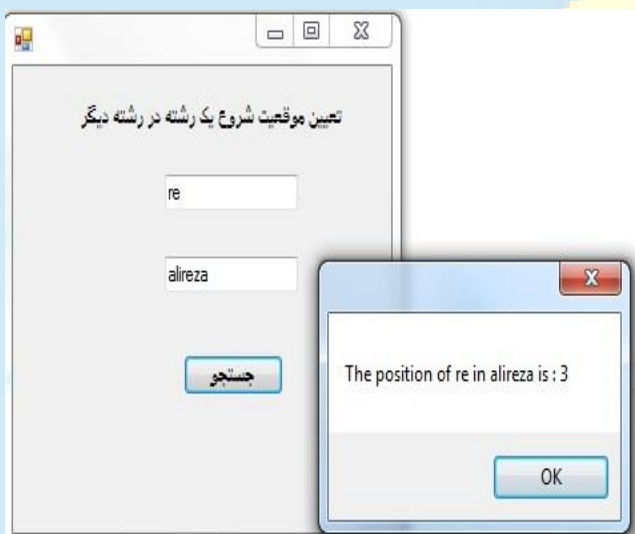 تعیین موقعیت شروع یک رشته در رشته دیگر
re
alireza
جستجو
The position of re in alireza is : 3
OK